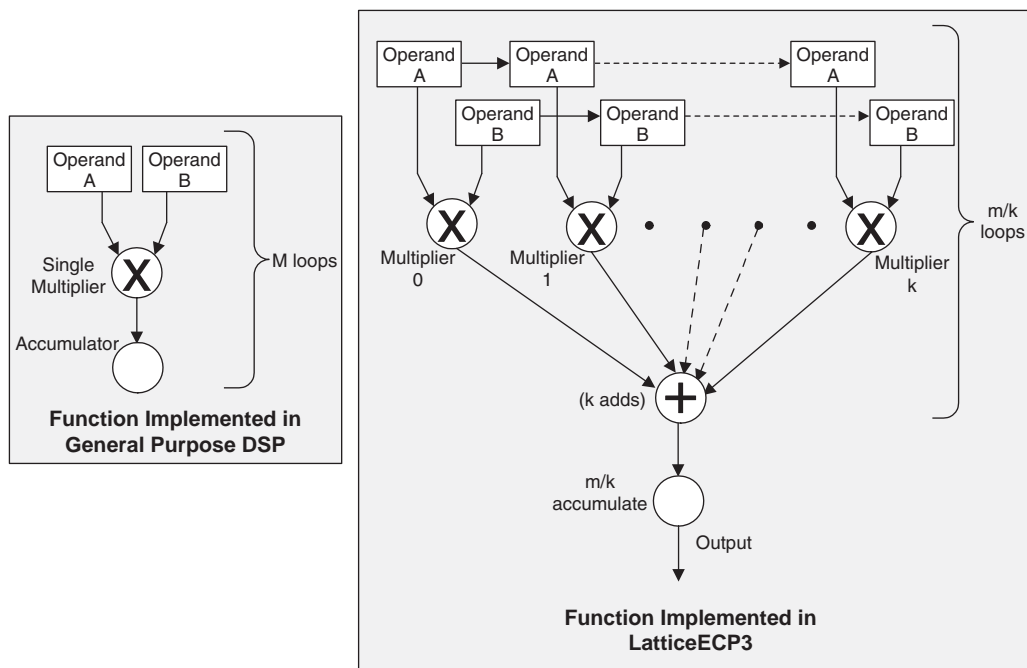 Operand
A
Operand
B
Single
Multiplier
X
Accumulator
M loops
Function Implemented in
General Purpose DSP
Operand
A
Operand
A
Operand
A
Operand
B
Operand
B
Operand
B
X
X
X
Multiplier
0
Multiplier
1
Multiplier
k
m/k
loops
(k adds)
+
m/k
accumulate
Output
Function Implemented in
LatticeECP3